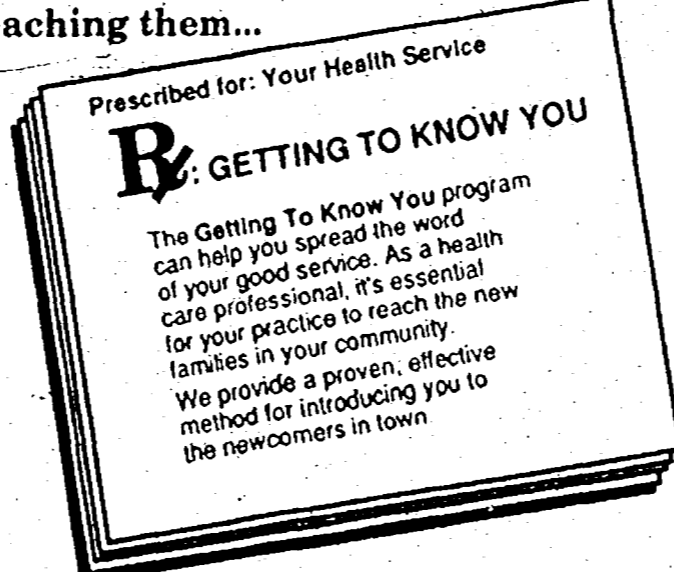 aching them...
Prescribed for: Your Health Service
Rx: GETTING TO KNOW YOU
The Getting To Know You program
can help you spread the word
of your good service. As a health
care professional, it's essential
for your practice to reach the new
families in your community.
We provide a proven, effective
method for introducing you to
the newcomers in town